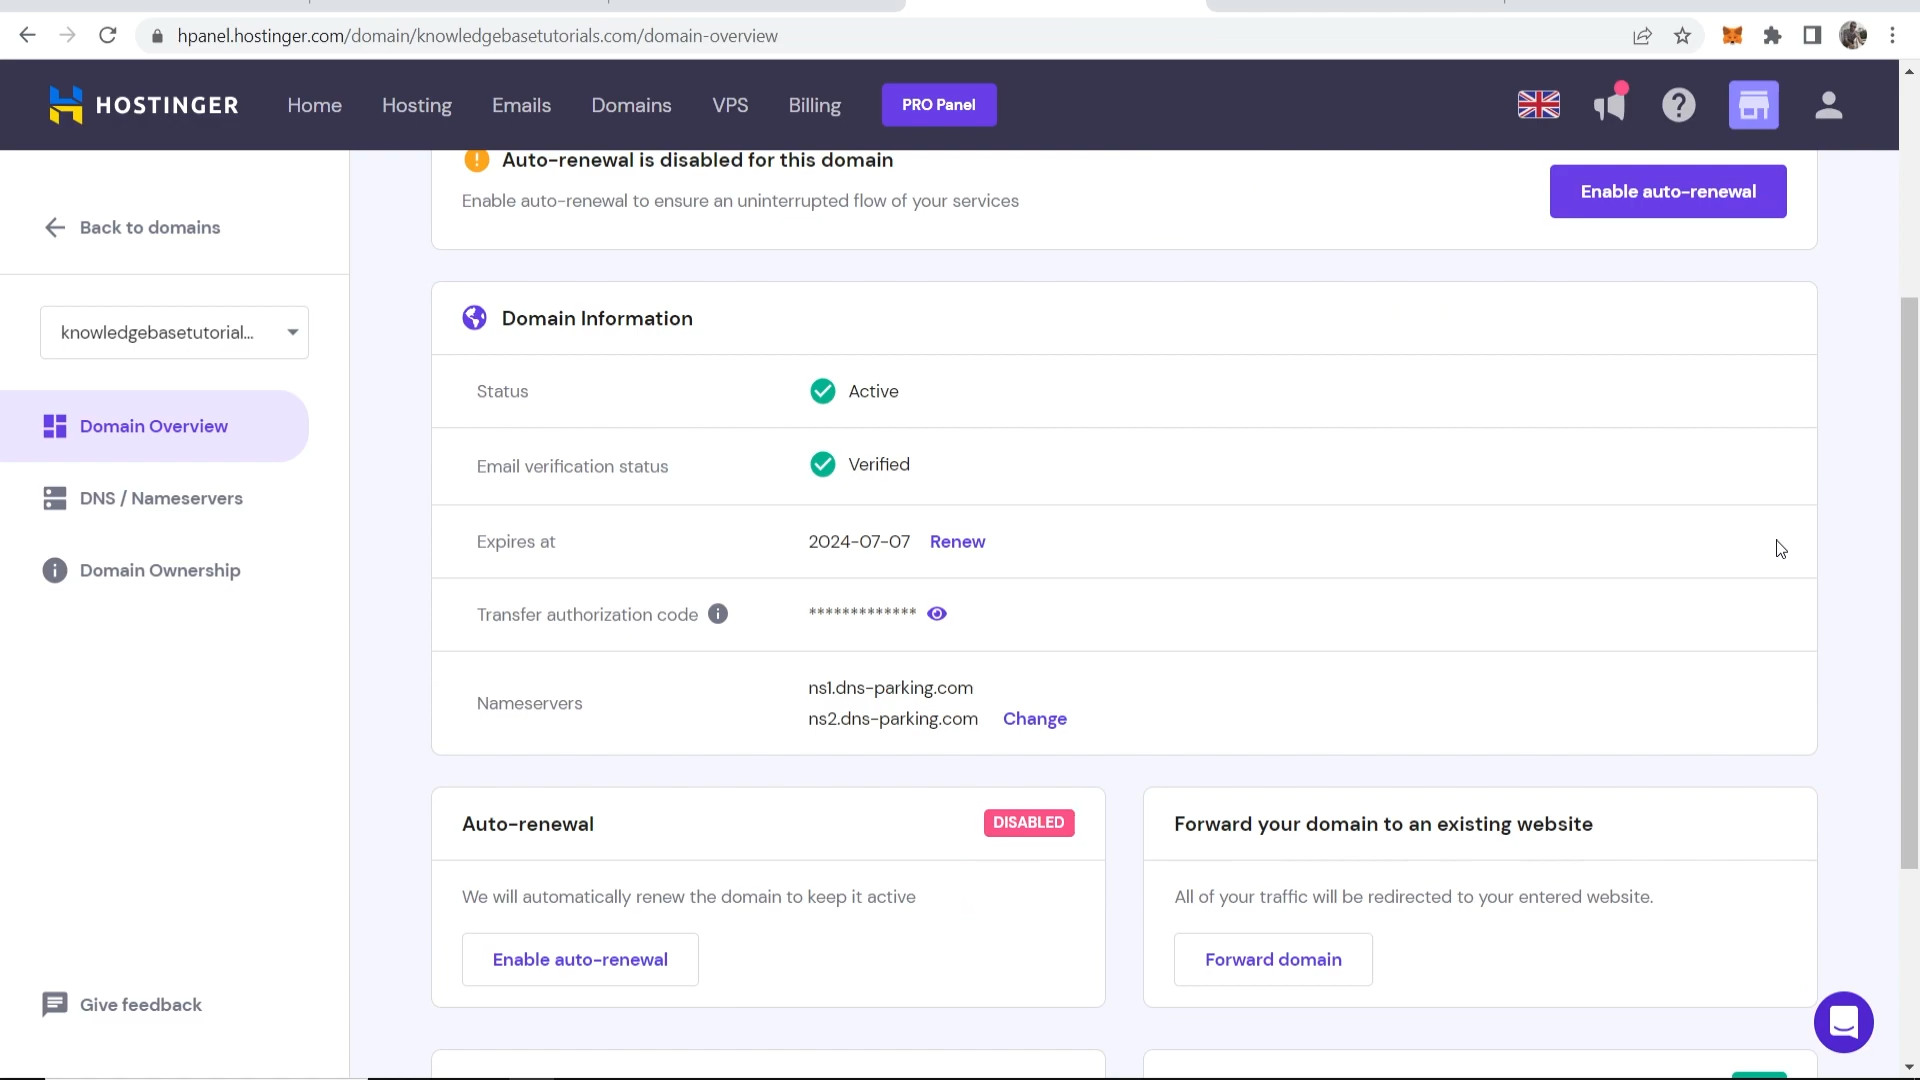 hpanel.hostinger.com/domain/knowledgebasetutorials.com/domain-overview
HOSTINGER
Home
Hosting
Emails
Domains
VPS
Billing
PRO Panel
Back to domains
knowledgebasetutorial...
Domain Overview
DNS / Nameservers
Domain Ownership
Give feedback
Auto-renewal is disabled for this domain
Enable auto-renewal to ensure an uninterrupted flow of your services
Enable auto-renewal
Domain Information
Status
Active
Email verification status
Verified
Expires at
2024-07-07 Renew
Transfer authorization code
*************
Nameservers
ns1.dns-parking.com
ns2.dns-parking.com Change
Auto-renewal
DISABLED
We will automatically renew the domain to keep it active
Enable auto-renewal
Forward your domain to an existing website
All of your traffic will be redirected to your entered website.
Forward domain